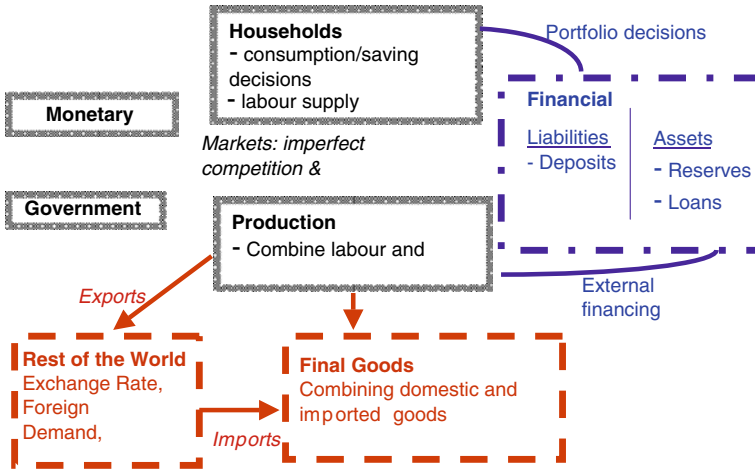 Households
- consumption/saving
decisions
- labour supply
Portfolio decisions
Monetary
Markets: imperfect
competition &
Financial
Liabilities
- Deposits
Assets
- Reserves
- Loans
Government
Production
- Combine labour and
Exports
External
financing
Rest of the World
Exchange Rate,
Foreign
Demand,
Imports
Final Goods
Combining domestic and
imported goods